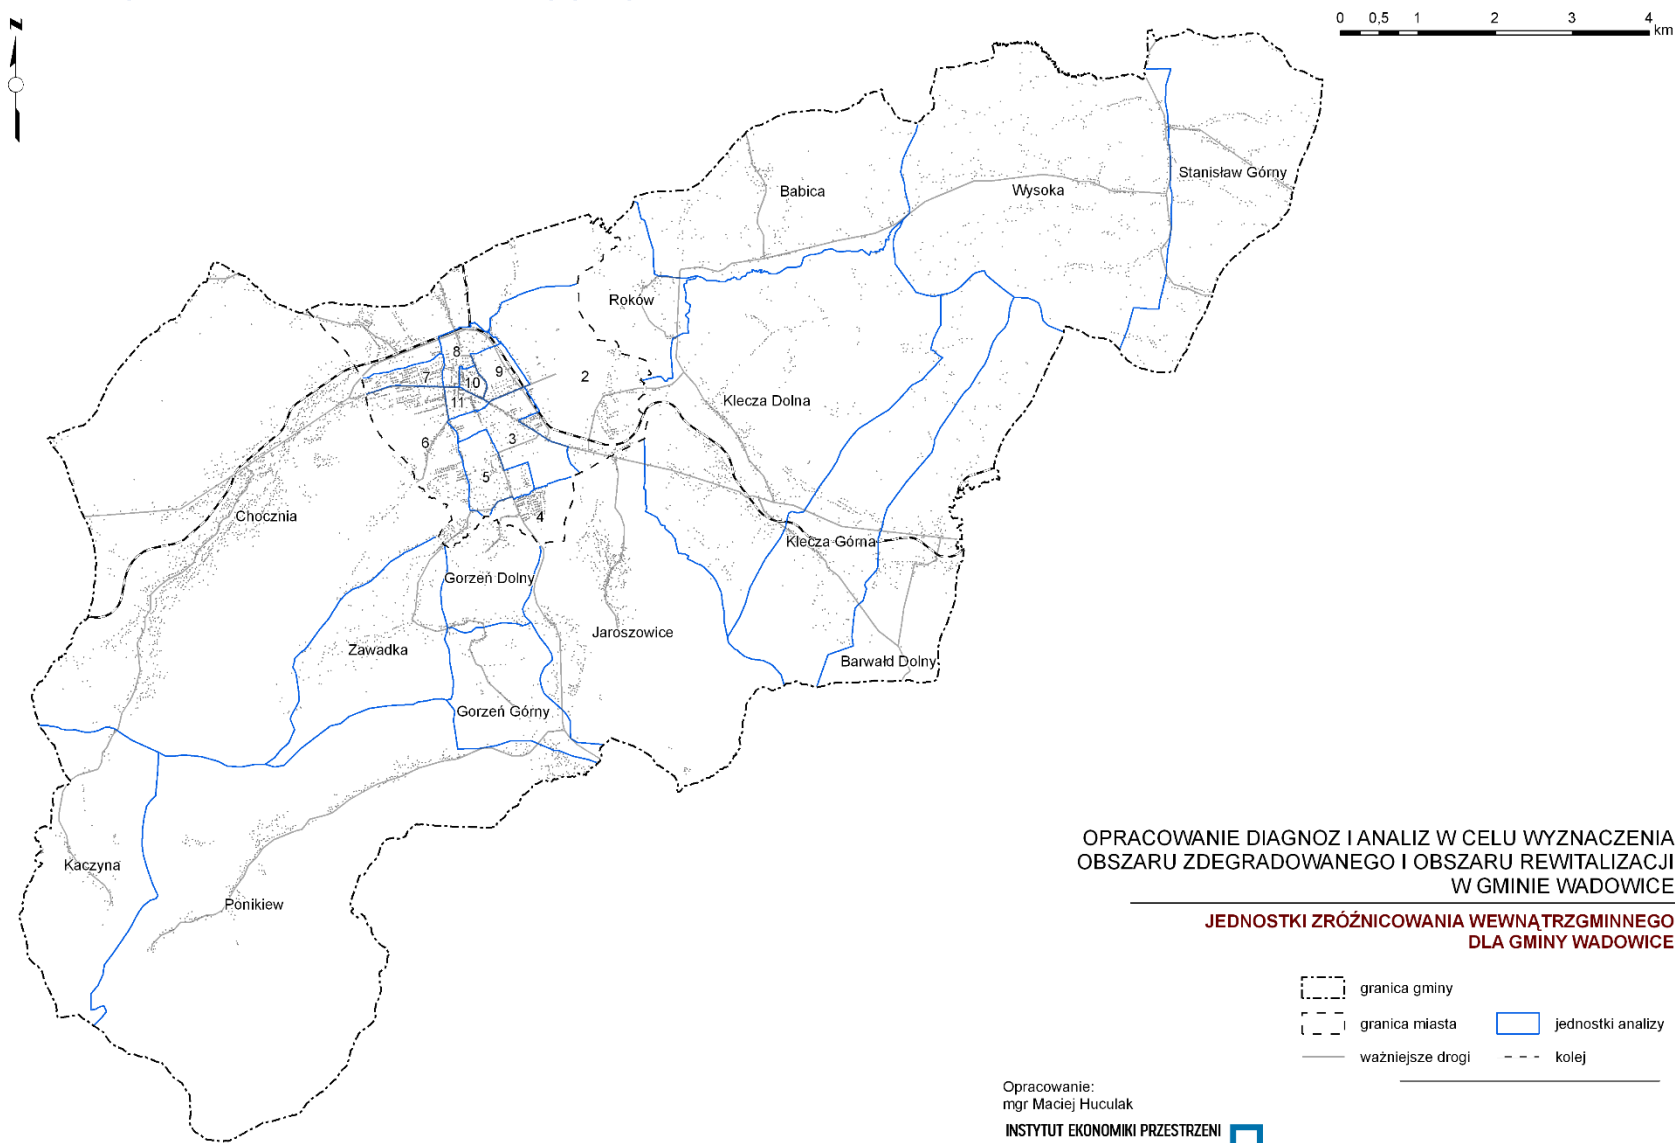 N
0 0,5 1 2 3 4
km
Stanisław Górny
Babica
Wysoka
Roków
8
7
10
9
2
11
Klecza Dolna
6
3
5
Chocznia
4
Klecza Górna
Gorzeń Dolny
Jaroszowice
Zawadka
Barwałd Dolny
Gorzeń Górny
Kaczyna
Ponikiew
OPRACOWANIE DIAGNOZ I ANALIZ W CELU WYZNACZENIA
OBSZARU ZDEGRADOWANEGO I OBSZARU REWITALIZACJI
W GMINIE WADOWICE
JEDNOSTKI ZRÓŻNICOWANIA WEWNĄTRZGMINNEGO
DLA GMINY WADOWICE
granica gminy
granica miasta jednostki analizy
ważniejsze drogi kolej
Opracowanie:
mgr Maciej Huculak
INSTYTUT EKONOMIKI PRZESTRZENI